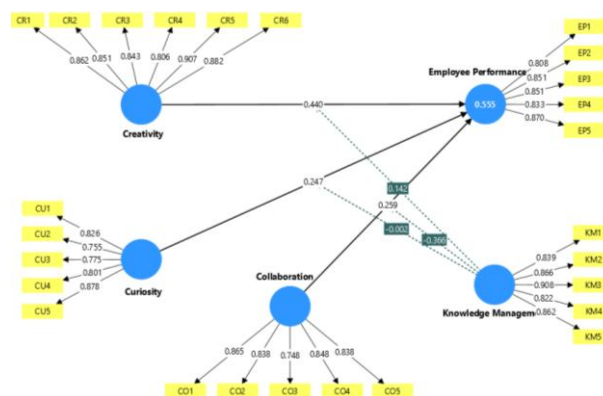 CR1 CR2 CR3 CR4 CR5 CR6
EP1
0.862 0.851 0.843 0.806 0.907 0.882
0.808
EP2
Employee Performance
0.851
0.851
EP3
0.555
0.833
EP4
0.870
EP5
0.440
Creativity
0.142
0.247
0.259
CU1
-0.002
-0.366
KM1
0.826
0.839
CU2
0.755
KM2
0.866
CU3
0.775
0.908
KM3
0.801
CU4
Collaboration
0.822
KM4
0.878
Curiosity
Knowledge Managem
0.862
CU5
KM5
0.865 0.838 0.748 0.848 0.838
CO1 CO2 CO3 CO4 CO5